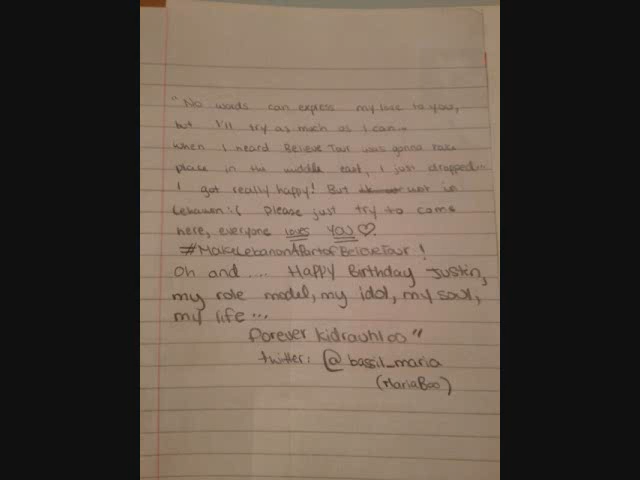 "No words can express my love to you,
but I'll try as much as I can...
When I heard Believe Tour was gonna take
place in the middle east, I just dropped...
I got really happy! But not in
Lebanon :( Please just try to come
here, everyone loves you ♡.
#MakeLebanonAPartofBelieveTour!
Oh and .... Happy Birthday Justin,
my role model, my idol, my soul,
my life...
Forever kidrauhl∞"
twitter: @bassil_maria
(MariaBoo)